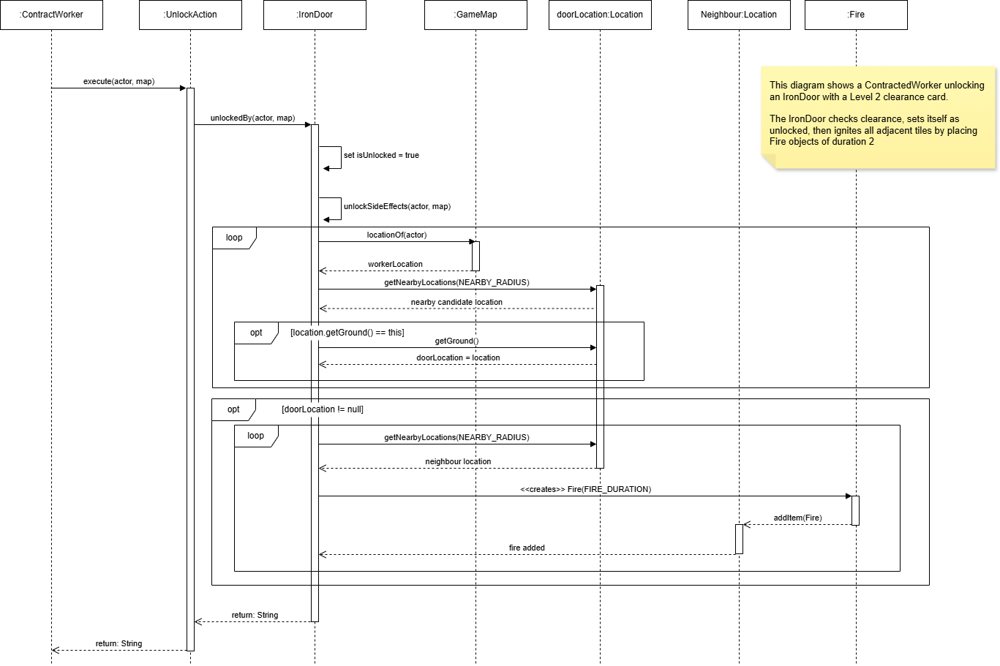 :ContractWorker
:UnlockAction
:IronDoor
:GameMap
doorLocation:Location
Neighbour:Location
:Fire
This diagram shows a ContractedWorker unlocking
an IronDoor with a Level 2 clearance card.
The IronDoor checks clearance, sets itself as
unlocked, then ignites all adjacent tiles by placing
Fire objects of duration 2
execute(actor, map)
unlockedBy(actor, map)
set isUnlocked = true
unlockSideEffects(actor, map)
loop
locationOf(actor)
workerLocation
getNearbyLocations(NEARBY_RADIUS)
nearby candidate location
opt
[location.getGround() == this]
getGround()
doorLocation = location
opt
[doorLocation != null]
loop
getNearbyLocations(NEARBY_RADIUS)
neighbour location
<<creates>> Fire(FIRE_DURATION)
addItem(Fire)
fire added
return: String
return: String